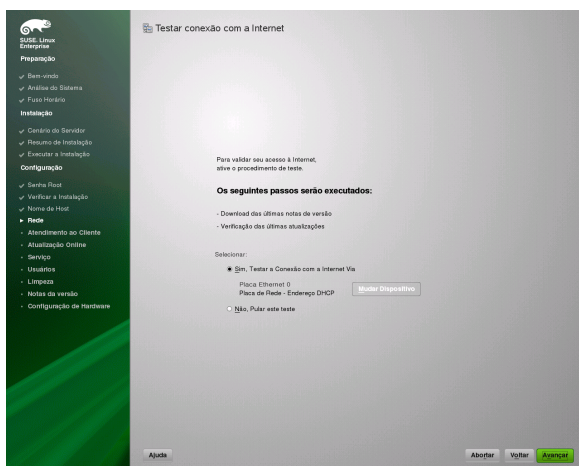 SUSE. Linux
Enterprise
Preparação
Bem-vindo
Análise do Sistema
Fuso Horário
Instalação
Cenário do Servidor
Resumo de Instalação
Executar a Instalação
Configuração
Senha Root
Verificar a Instalação
Nome de Host
Rede
Atendimento ao Cliente
Atualização Online
Serviço
Usuários
Limpeza
Notas da versão
Configuração de Hardware
Testar conexão com a Internet
Para validar seu acesso à Internet,
ative o procedimento de teste.
Os seguintes passos serão executados:
- Download das últimas notas de versão
- Verificação das últimas atualizações
Selecionar:
Sim, Testar a Conexão com a Internet Via
Placa Ethernet 0
Placa de Rede - Endereço DHCP
Mudar Dispositivo
Não, Pular este teste
Ajuda
Abortar
Voltar
Avançar